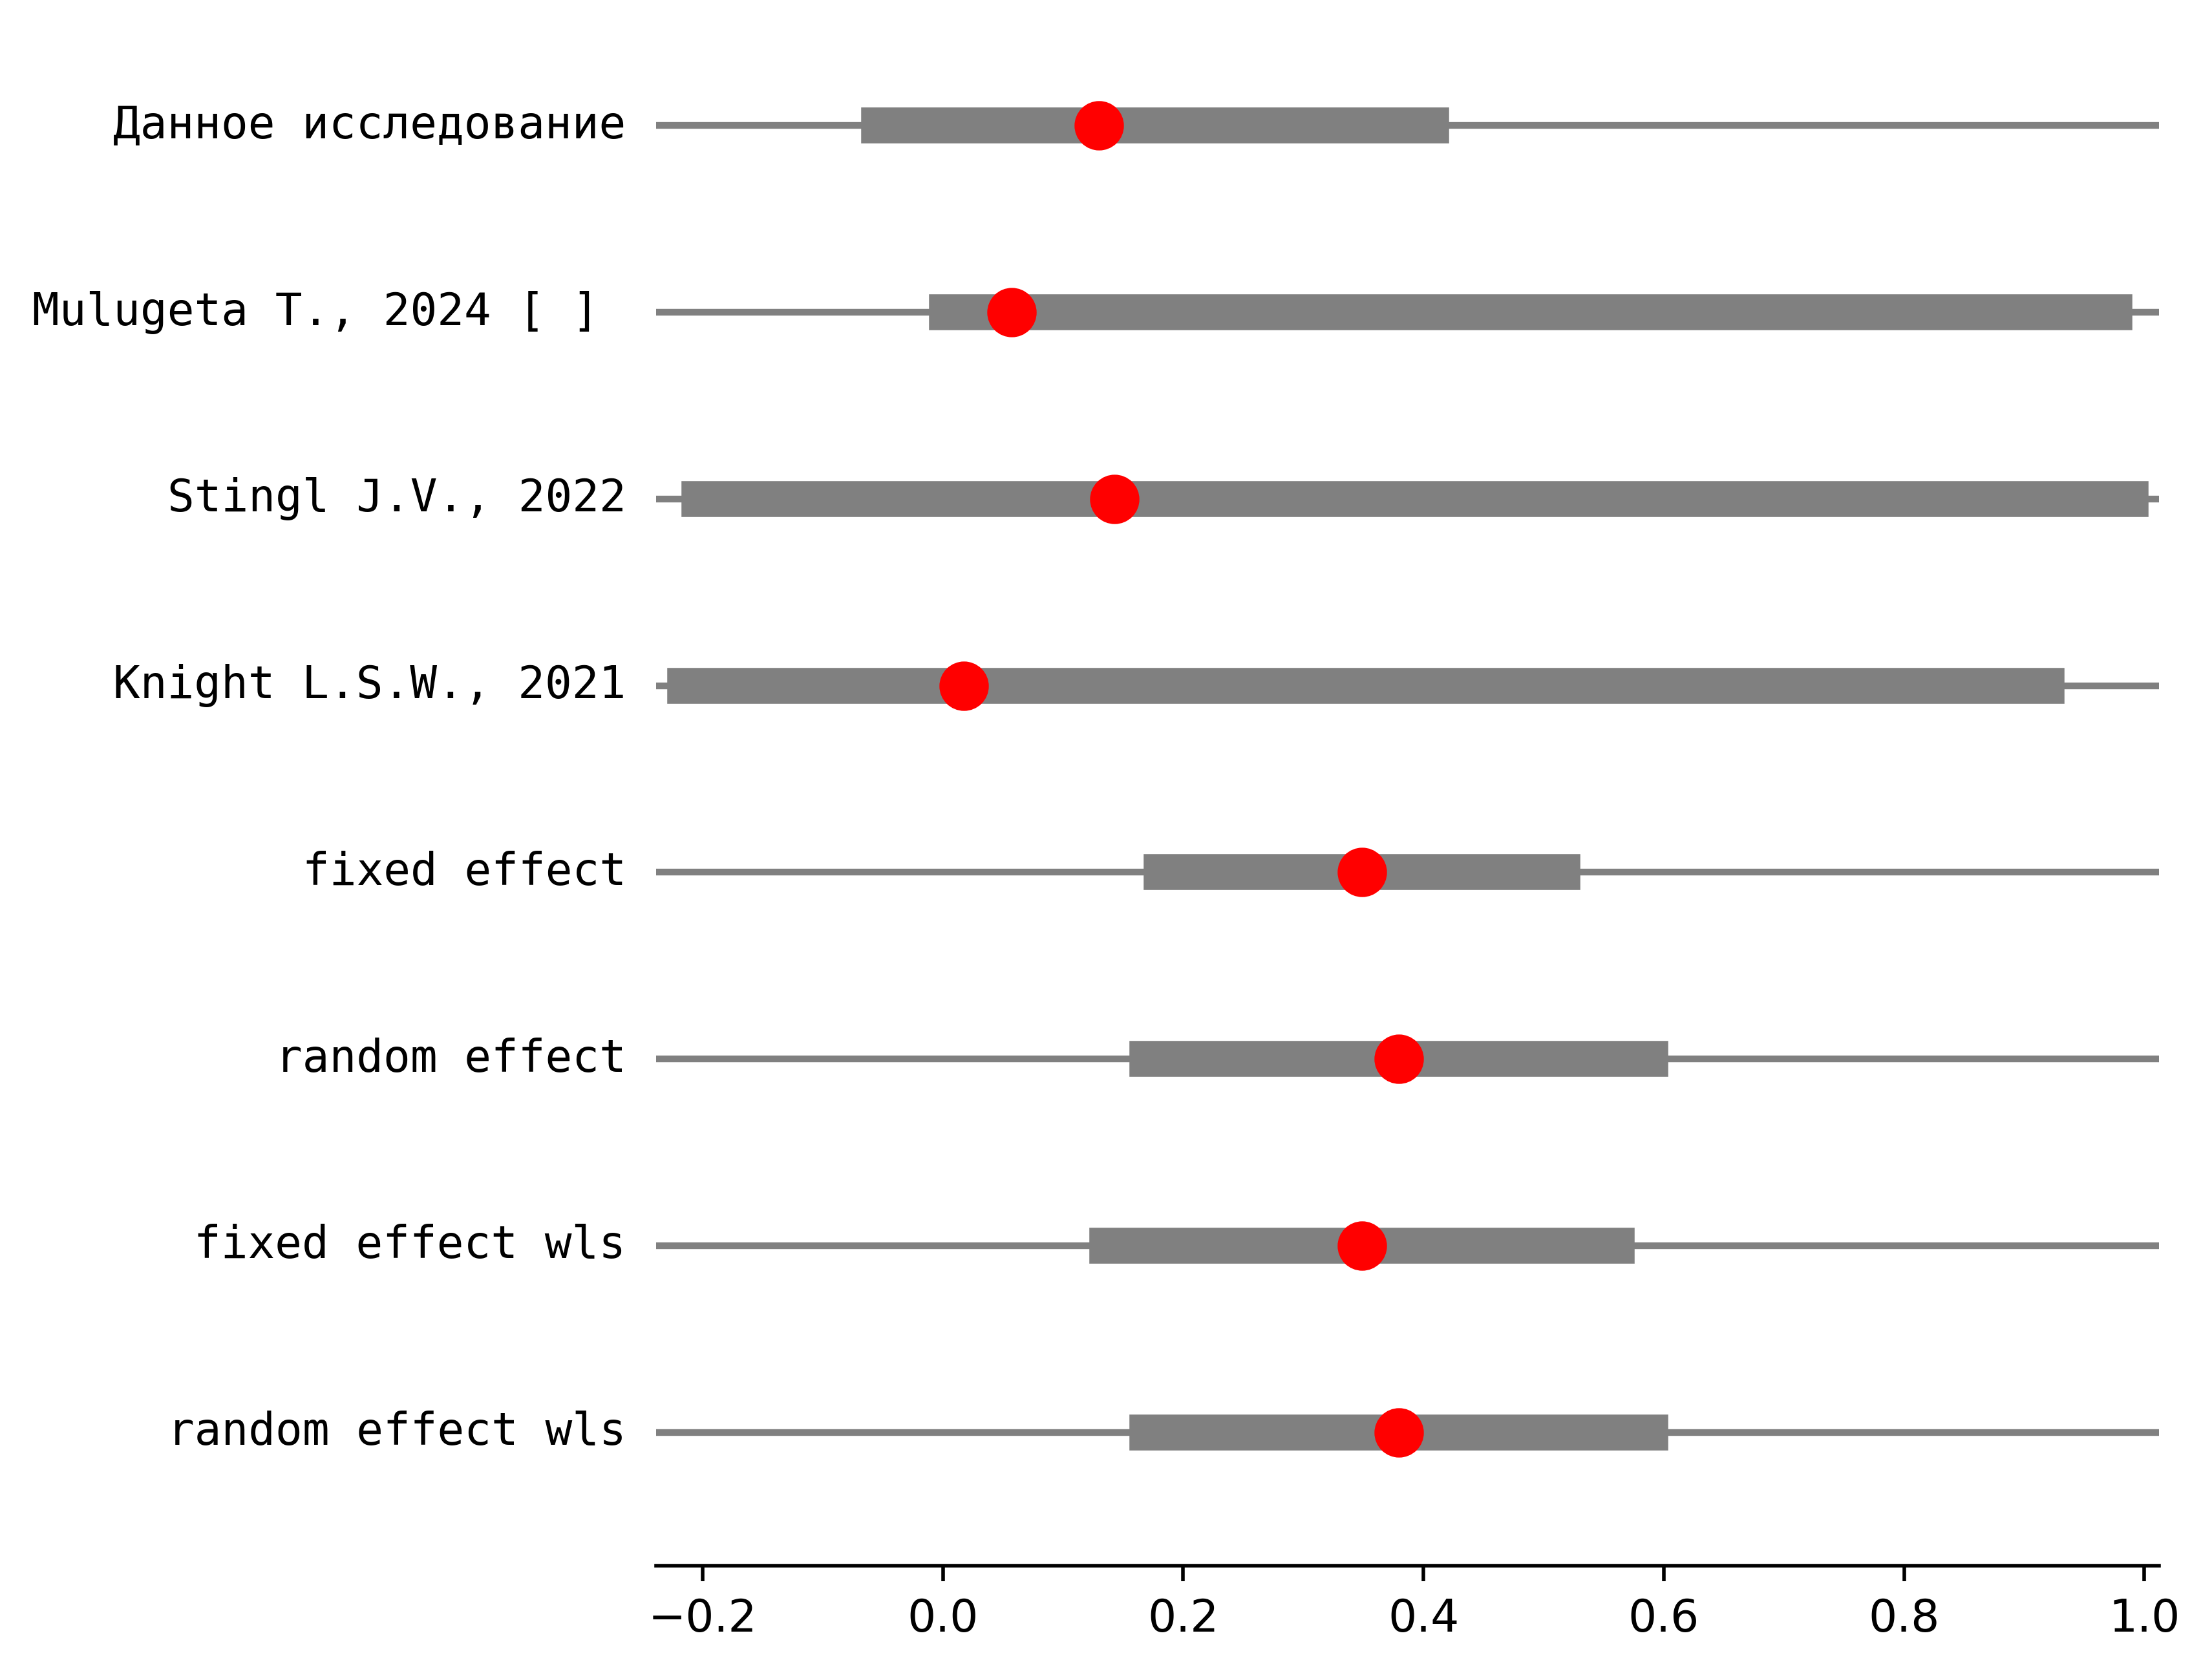 Данное исследование
Mulugeta T., 2024 [ ]
Stingl J.V., 2022
Knight L.S.W., 2021
fixed effect
random effect
fixed effect wls
random effect wls
−0.2 0.0 0.2 0.4 0.6 0.8 1.0